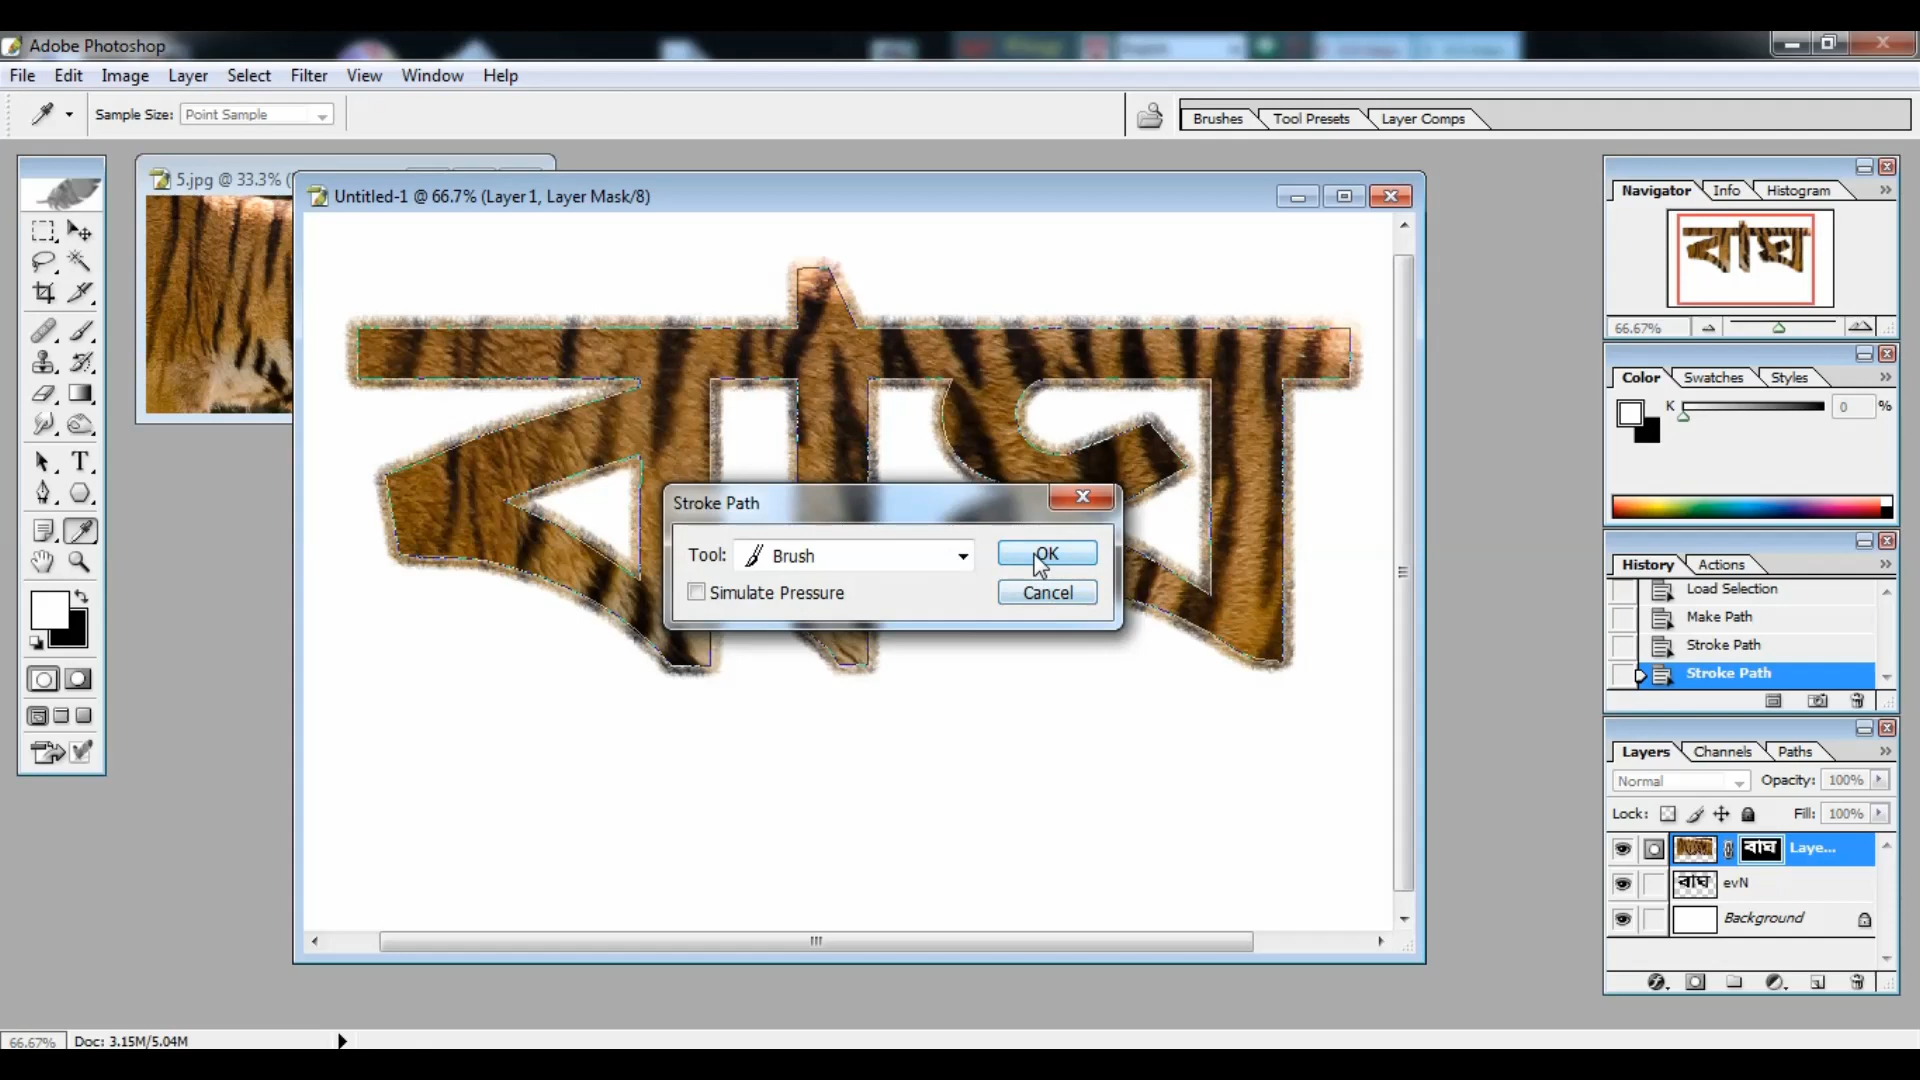 Adobe Photoshop
File Edit Image Layer Select Filter View Window Help
Sample Size: Point Sample
Brushes Tool Presets Layer Comps
5.jpg @ 33.3% (
Untitled-1 @ 66.7% (Layer 1, Layer Mask/8)
Navigator Info Histogram
বাঘ
বাঘ
66.67%
Color Swatches Styles
K 0 %
Stroke Path
Tool: Brush OK
Simulate Pressure Cancel
History Actions
Load Selection
Make Path
Stroke Path
Stroke Path
Layers Channels Paths
Normal Opacity: 100%
Lock: Fill: 100%
বাঘ Laye...
বাঘ evN
Background
66.67% Doc: 3.15M/5.04M